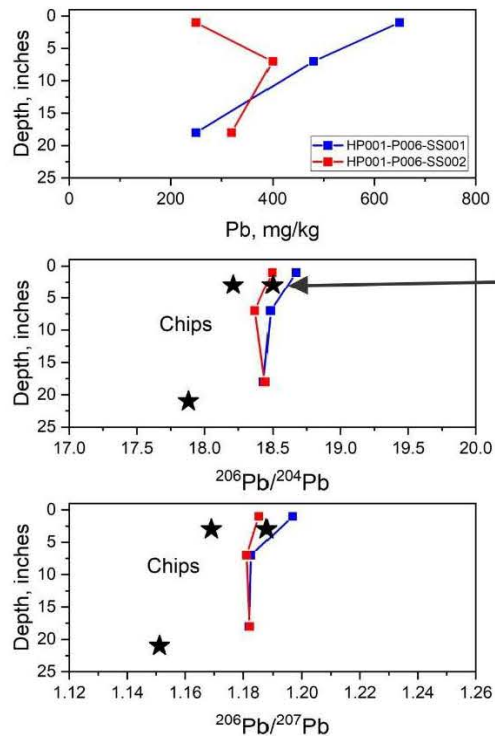 0
5
10
15
20
25
Depth, inches
HP001-P006-SS001
HP001-P006-SS002
0 200 400 600 800
Pb, mg/kg
0
5
10
15
20
25
Depth, inches
Chips
17.0 17.5 18.0 18.5 19.0 19.5 20.0
²⁰⁶Pb/²⁰⁴Pb
0
5
10
15
20
25
Depth, inches
Chips
1.12 1.14 1.16 1.18 1.20 1.22 1.24 1.26
²⁰⁶Pb/²⁰⁷Pb